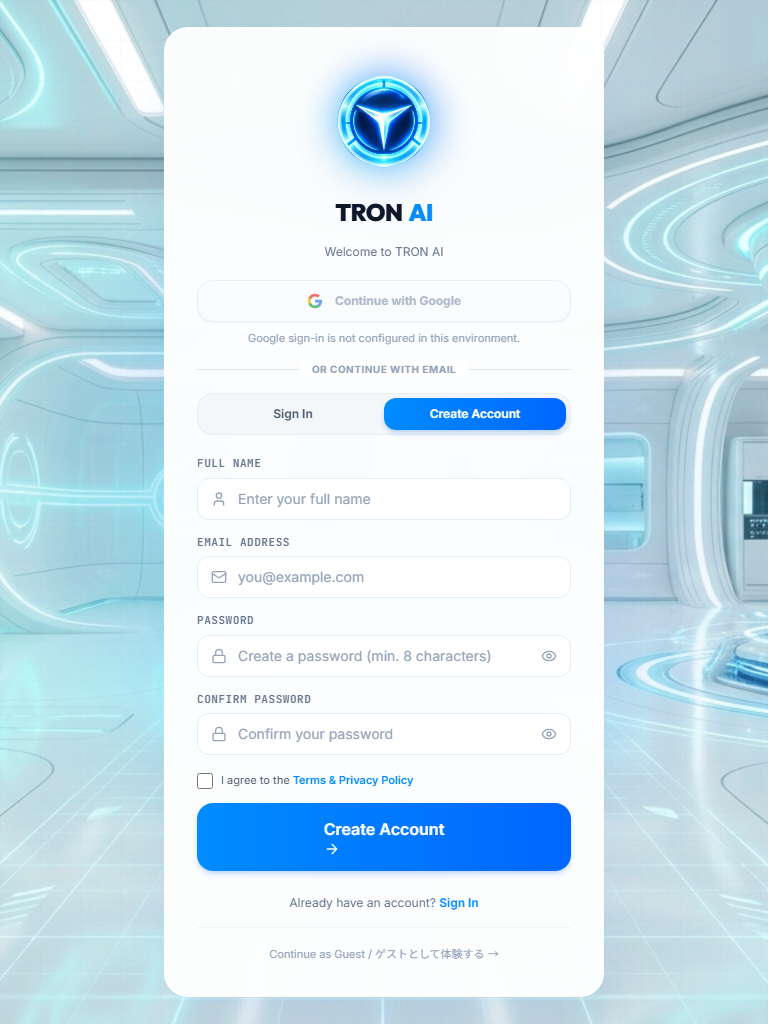 TRON AI
Welcome to TRON AI
Continue with Google
Google sign-in is not configured in this environment.
OR CONTINUE WITH EMAIL
Sign In
Create Account
FULL NAME
Enter your full name
EMAIL ADDRESS
you@example.com
PASSWORD
Create a password (min. 8 characters)
CONFIRM PASSWORD
Confirm your password
I agree to the Terms & Privacy Policy
Create Account
→
Already have an account? Sign In
Continue as Guest / ゲストとして体験する →